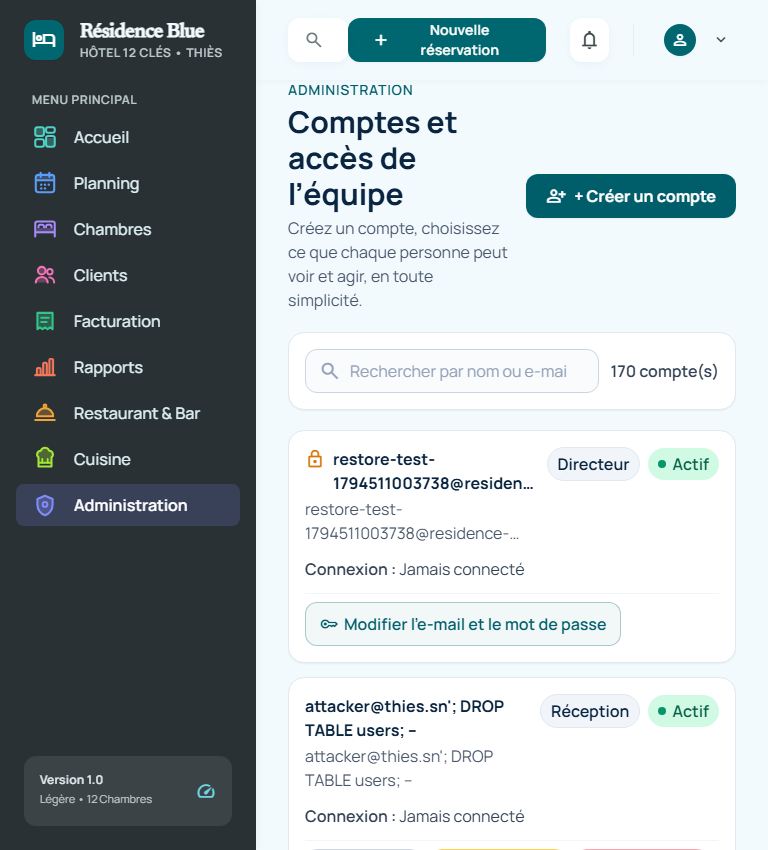 Résidence Blue
HÔTEL 12 CLÉS • THIÈS
MENU PRINCIPAL
Accueil
Planning
Chambres
Clients
Facturation
Rapports
Restaurant & Bar
Cuisine
Administration
Version 1.0
Légère • 12 Chambres
Nouvelle
réservation
ADMINISTRATION
Comptes et
accès de
l'équipe
Créez un compte, choisissez
ce que chaque personne peut
voir et agir, en toute
simplicité.
+ Créer un compte
Rechercher par nom ou e-mai
170 compte(s)
restore-test-
1794511003738@residen…
Directeur
Actif
restore-test-
1794511003738@residence-…
Connexion : Jamais connecté
Modifier l'e-mail et le mot de passe
attacker@thies.sn'; DROP
TABLE users; –
Réception
Actif
attacker@thies.sn'; DROP
TABLE users; –
Connexion : Jamais connecté